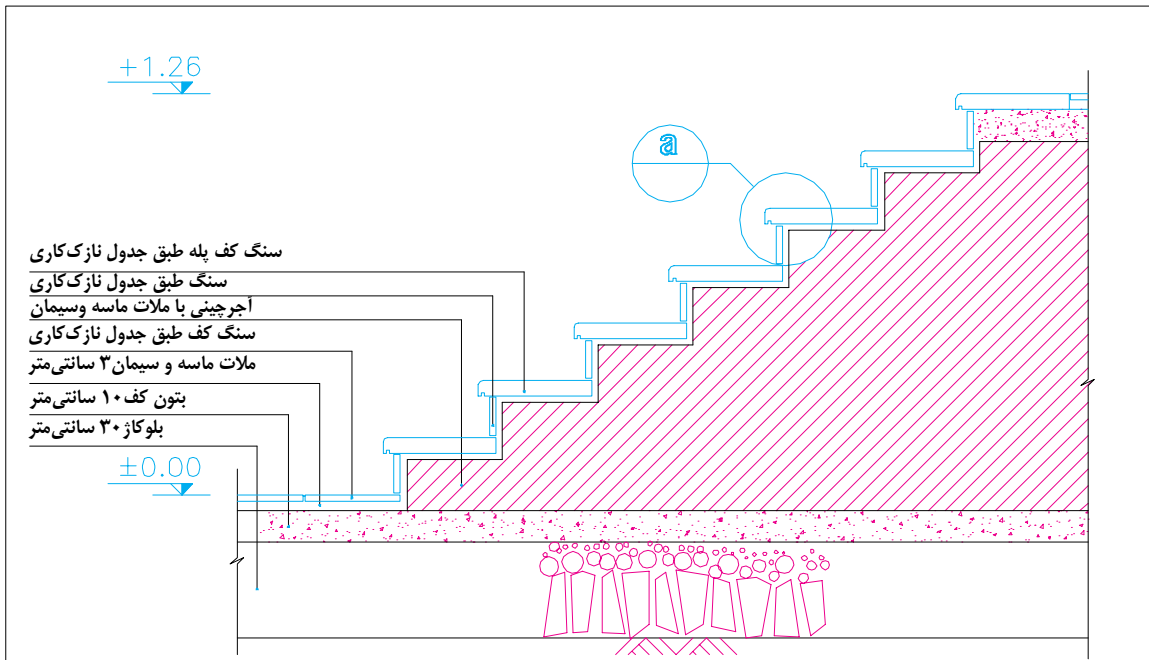 +1.26
a
سنگ کف پله طبق جدول نازک‌کاری
سنگ طبق جدول نازک‌کاری
آجرچینی با ملات ماسه وسیمان
سنگ کف طبق جدول نازک‌کاری
ملات ماسه و سیمان۳ سانتی‌متر
بتون کف۱۰ سانتی‌متر
بلوکاژ۳۰ سانتی‌متر
±0.00